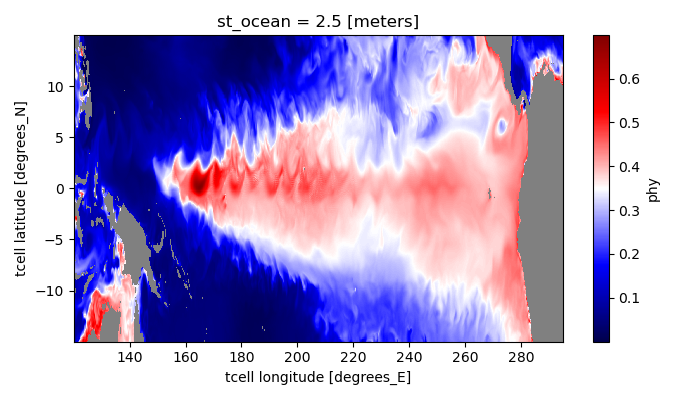 st_ocean = 2.5 [meters]
tcell latitude [degrees_N]
10
5
0
−5
−10
140 160 180 200 220 240 260 280
tcell longitude [degrees_E]
0.6
0.5
0.4
0.3
0.2
0.1
phy